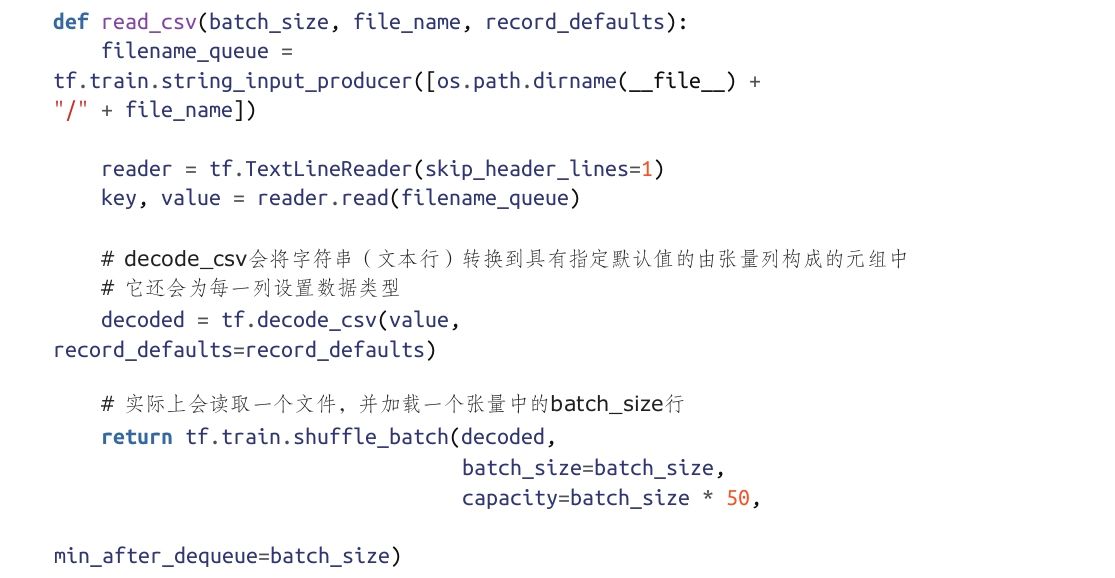 def read_csv(batch_size, file_name, record_defaults):
    filename_queue =
tf.train.string_input_producer([os.path.dirname(__file__) +
"/" + file_name])
    reader = tf.TextLineReader(skip_header_lines=1)
    key, value = reader.read(filename_queue)
    # decode_csv会将字符串（文本行）转换到具有指定默认值的由张量列构成的元组中
    # 它还会为每一列设置数据类型
    decoded = tf.decode_csv(value,
record_defaults=record_defaults)
    # 实际上会读取一个文件，并加载一个张量中的batch_size行
    return tf.train.shuffle_batch(decoded,
                                  batch_size=batch_size,
                                  capacity=batch_size * 50,
min_after_dequeue=batch_size)